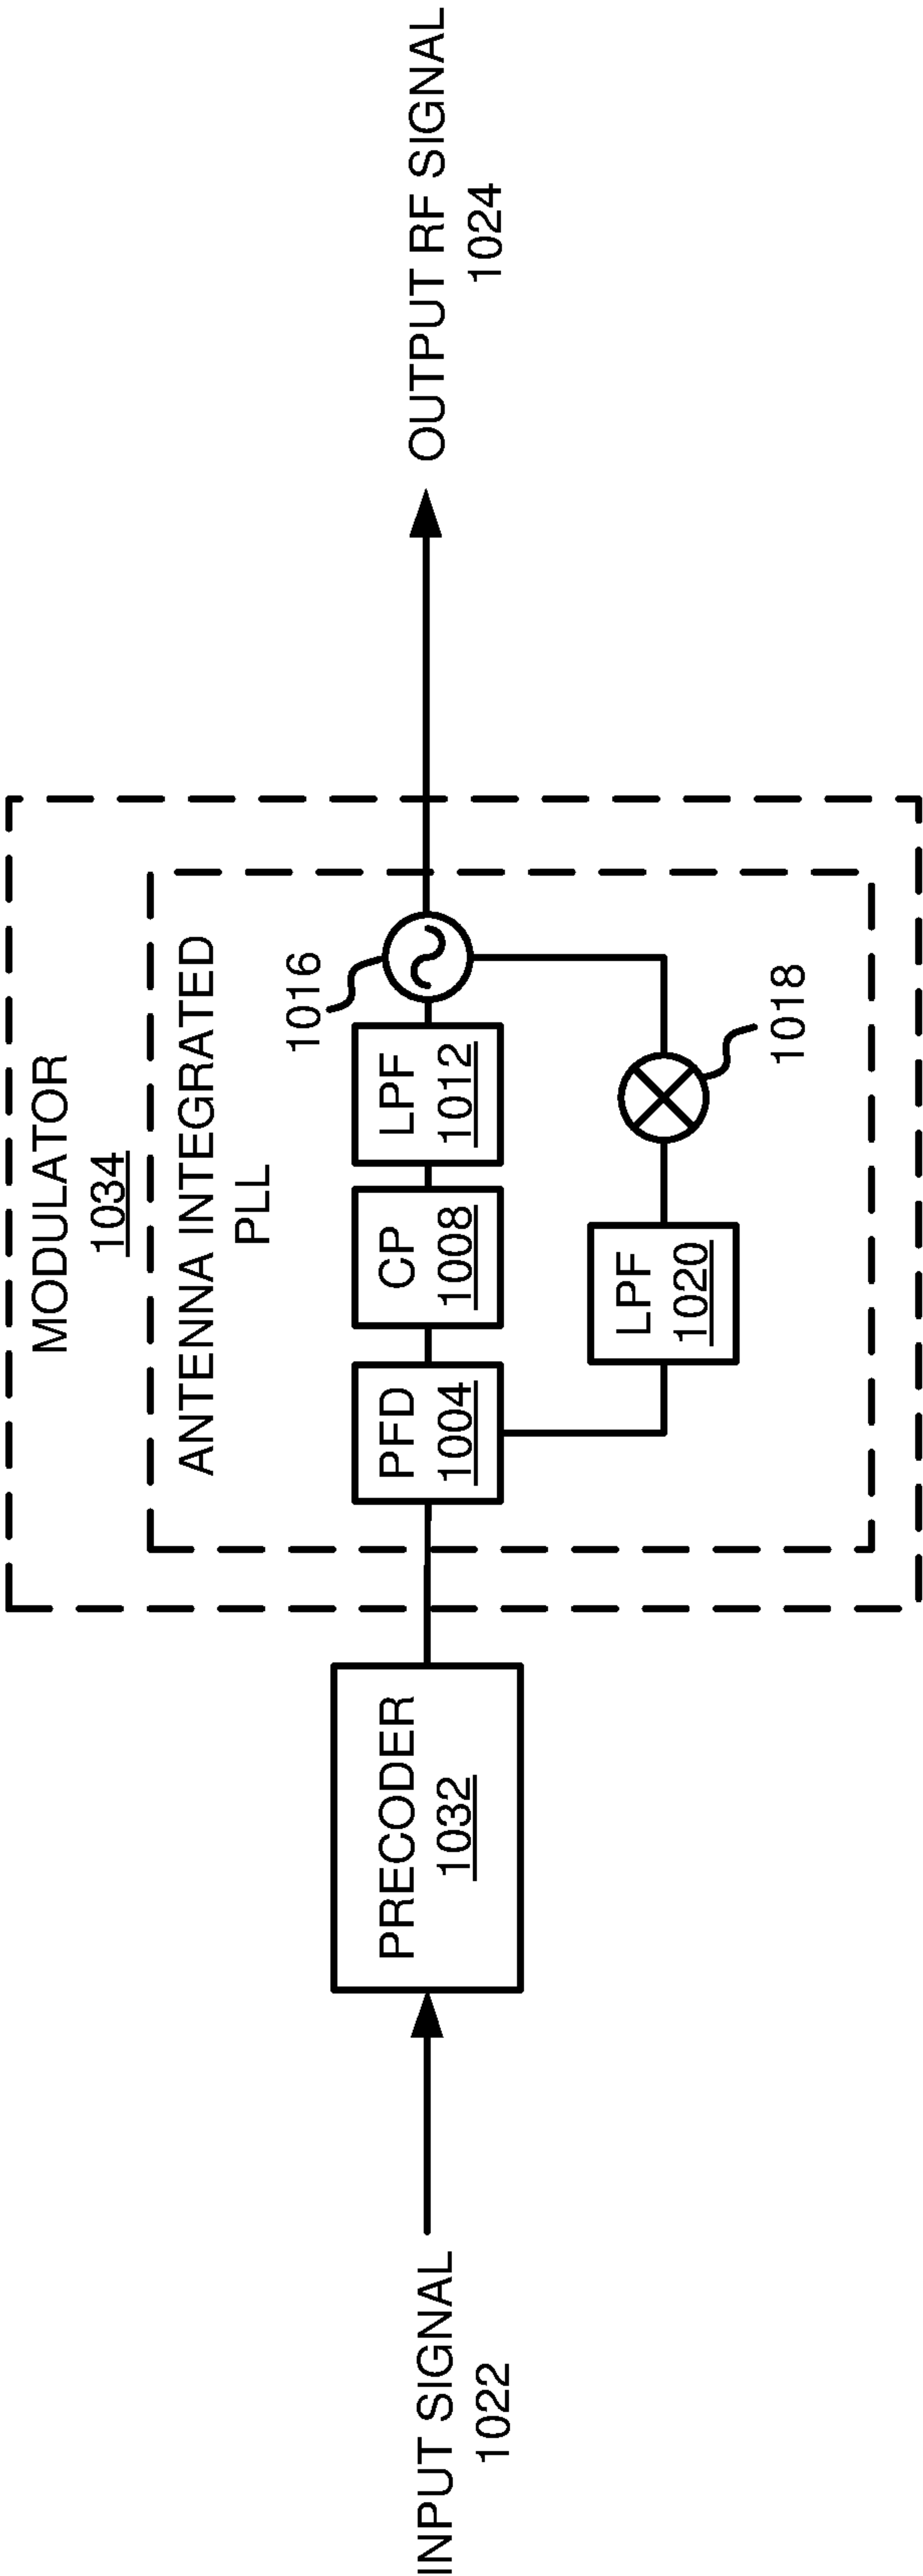 MODULATOR
1034
ANTENNA INTEGRATED
PLL
1016
INPUT SIGNAL
1022
PRECODER
1032
PFD
1004
CP
1008
LPF
1012
OUTPUT RF SIGNAL
1024
LPF
1020
1018